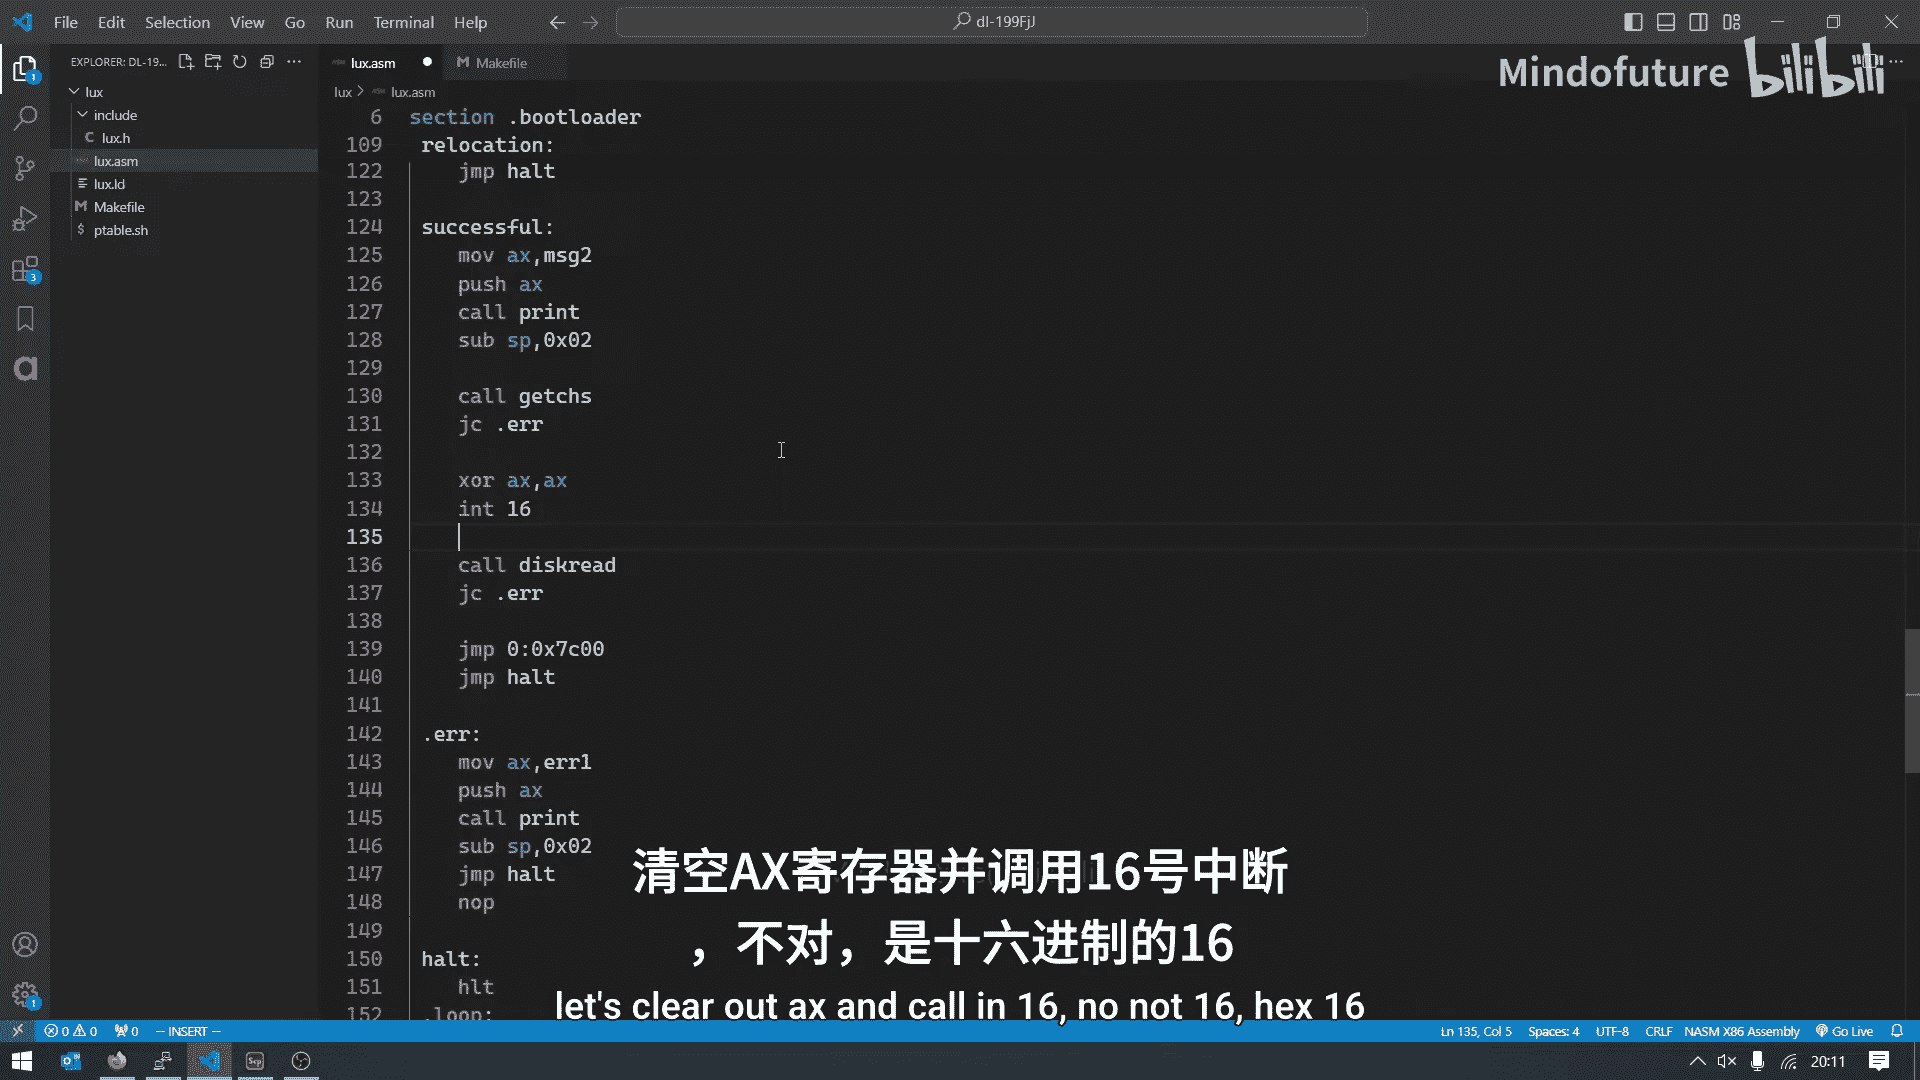 File Edit Selection View Go Run Terminal Help
dl-199FjJ
EXPLORER: DL-19...
lux.asm
Makefile
Mindofuture bilibili
lux
include
lux.h
lux.asm
lux.ld
Makefile
ptable.sh
lux > lux.asm
6 section .bootloader
109 relocation:
122 jmp halt
123
124 successful:
125 mov ax,msg2
126 push ax
127 call print
128 sub sp,0x02
129
130 call getchs
131 jc .err
132
133 xor ax,ax
134 int 16
135
136 call diskread
137 jc .err
138
139 jmp 0:0x7c00
140 jmp halt
141
142 .err:
143 mov ax,err1
144 push ax
145 call print
146 sub sp,0x02
147 jmp halt
148 nop
149
150 halt:
151 hlt
152 .loop:
清空AX寄存器并调用16号中断
，不对，是十六进制的16
let's clear out ax and call in 16, no not 16, hex 16
0 0 0 -- INSERT --
Ln 135, Col 5 Spaces: 4 UTF-8 CRLF NASM X86 Assembly Go Live
20:11